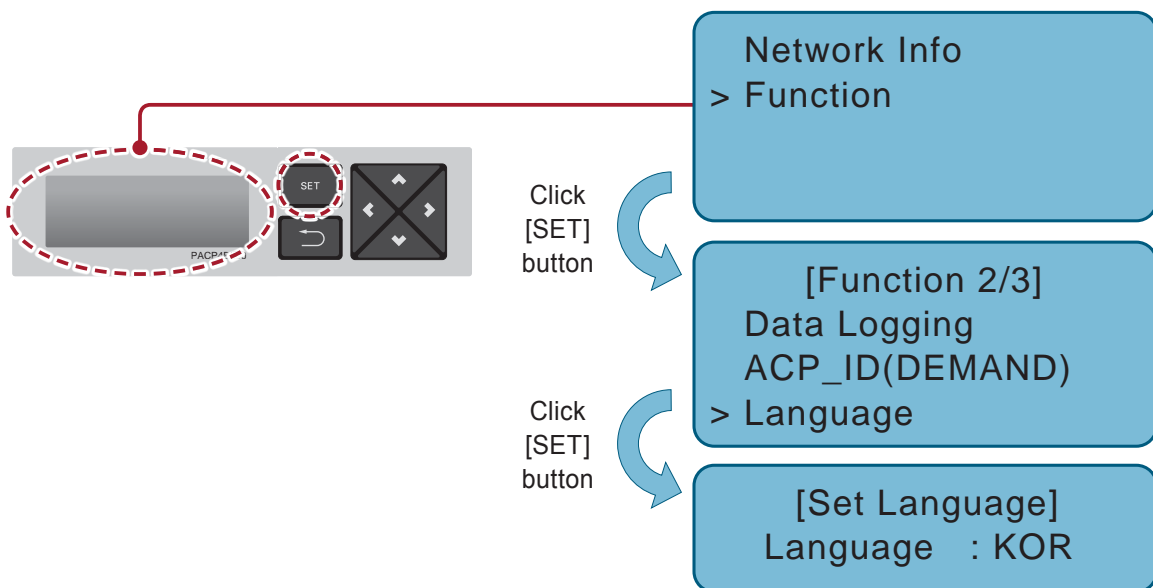 Network Info
> Function
SET
Click
[SET]
button
[Function 2/3]
Data Logging
ACP_ID(DEMAND)
> Language
Click
[SET]
button
[Set Language]
Language : KOR